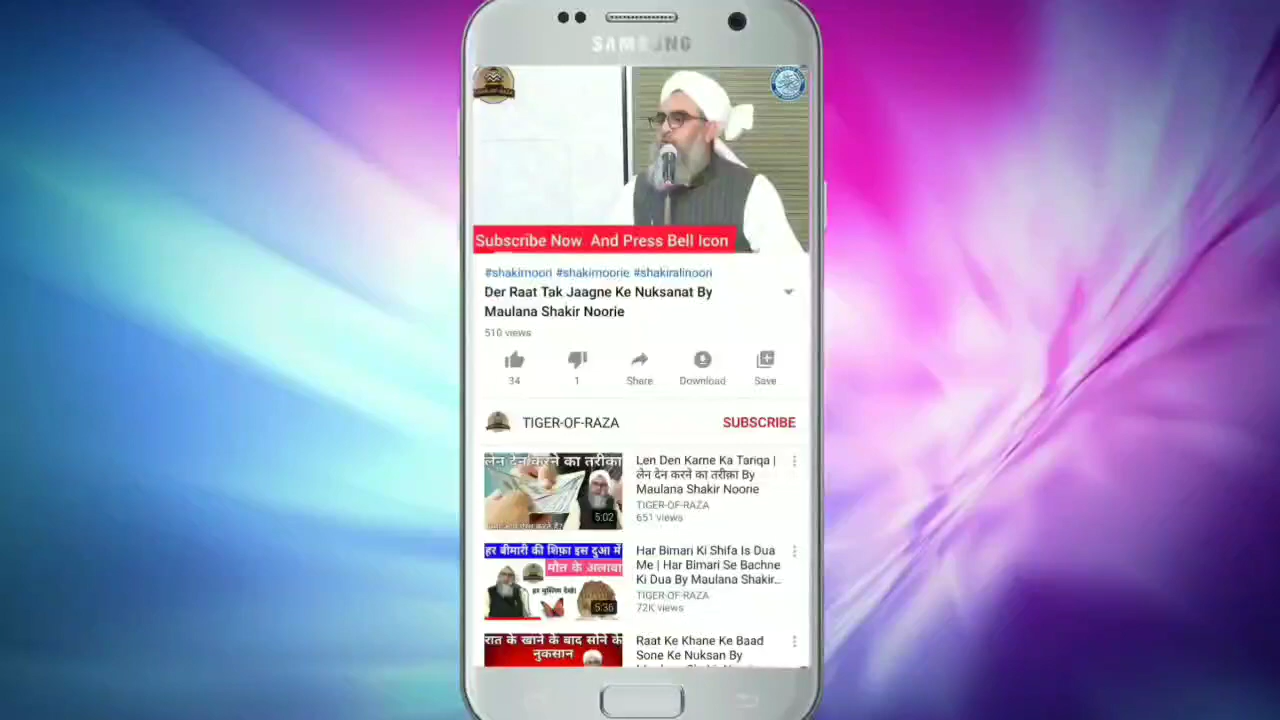 SAMSUNG
TIGER-OF-RAZA
Subscribe Now And Press Bell Icon
#shakirnoori #shakirnoorie #shakiralinoori
Der Raat Tak Jaagne Ke Nuksanat By
Maulana Shakir Noorie
510 views
34
1
Share
Download
Save
TIGER-OF-RAZA
SUBSCRIBE
लेन देन करने का तरीका
5:02
Len Den Karne Ka Tariqa |
लेन देन करने का तरीक़ा By
Maulana Shakir Noorie
TIGER-OF-RAZA
651 views
हर बीमारी की शिफ़ा इस दुआ में
मौत के अलावा
हर मुस्लिम देखे।
5:36
Har Bimari Ki Shifa Is Dua
Me | Har Bimari Se Bachne
Ki Dua By Maulana Shakir...
TIGER-OF-RAZA
72K views
रात के खाने के बाद सोने के
नुकसान
Raat Ke Khane Ke Baad
Sone Ke Nuksan By